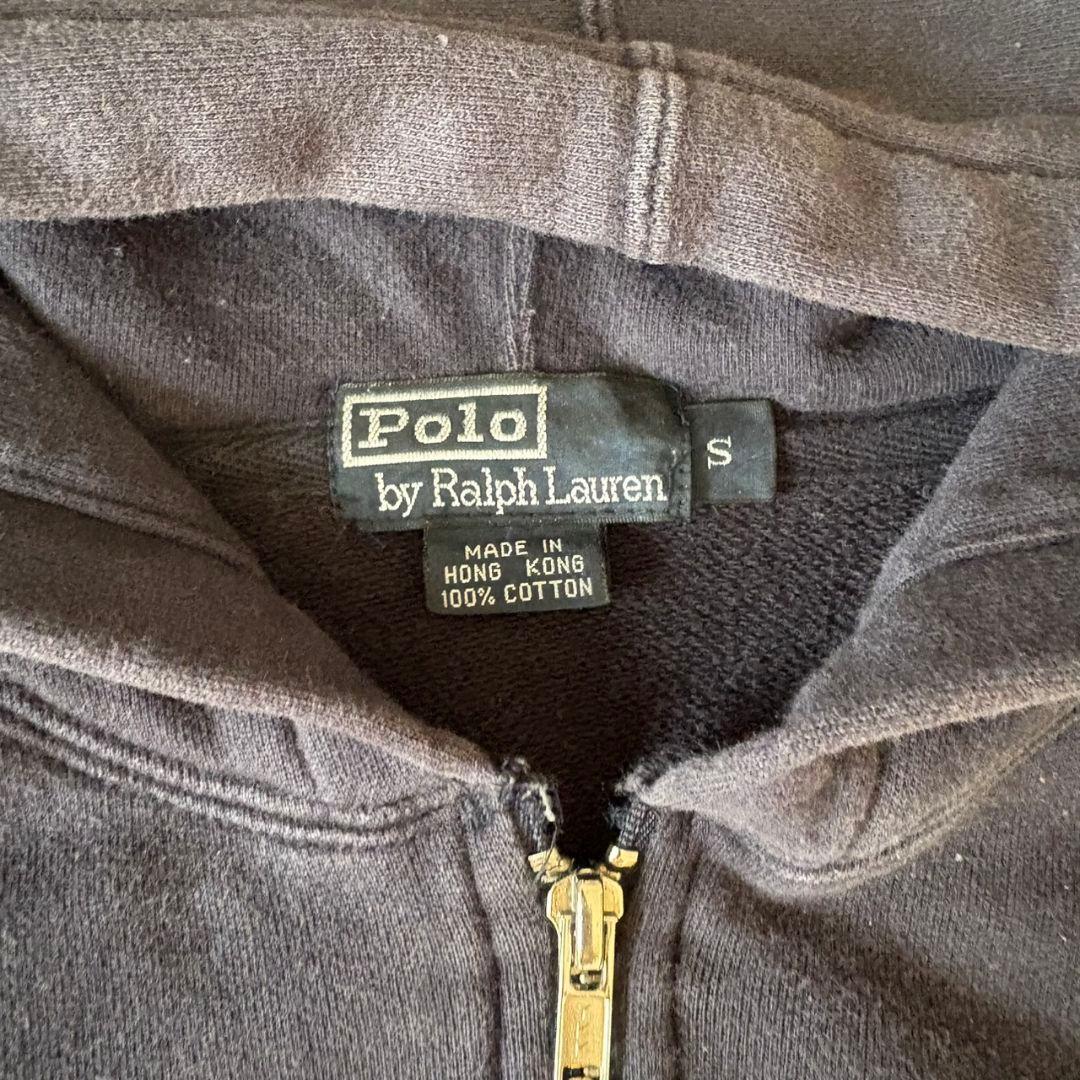 Polo
by Ralph Lauren
S
MADE IN
HONG KONG
100% COTTON